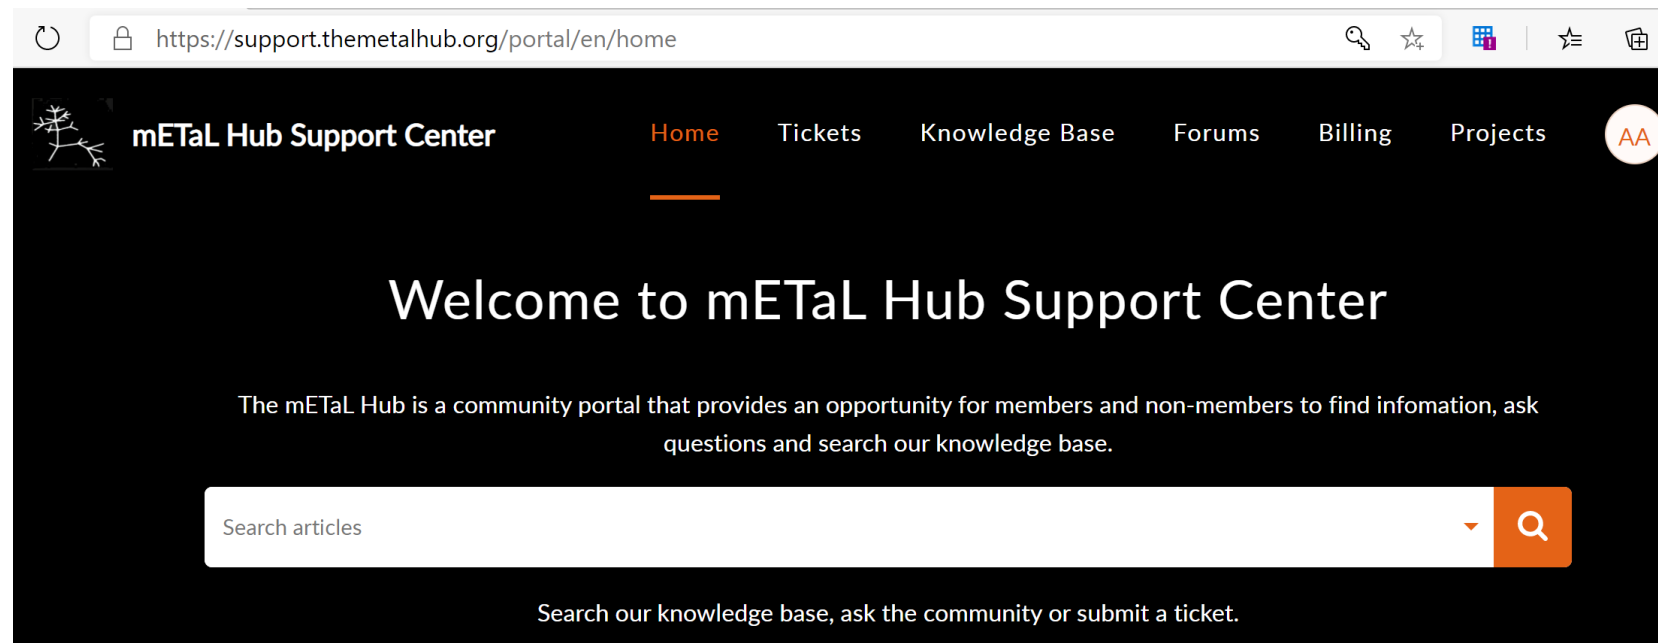 https://support.themetalhub.org/portal/en/home
mETaL Hub Support Center
Home Tickets Knowledge Base Forums Billing Projects AA
Welcome to mETaL Hub Support Center
The mETaL Hub is a community portal that provides an opportunity for members and non-members to find infomation, ask
questions and search our knowledge base.
Search articles
Search our knowledge base, ask the community or submit a ticket.